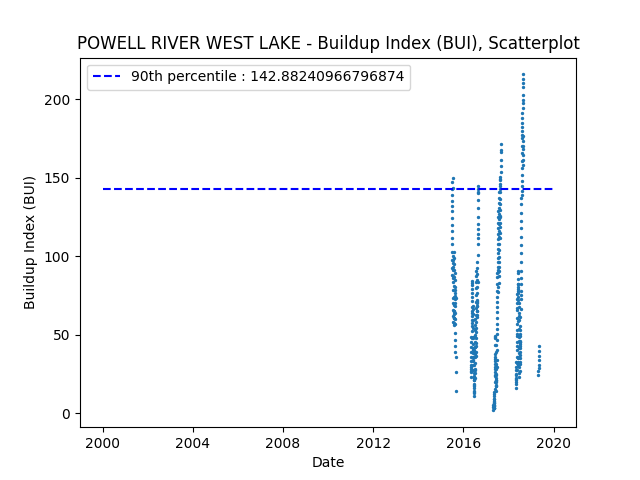 POWELL RIVER WEST LAKE - Buildup Index (BUI), Scatterplot
90th percentile : 142.88240966796874
200
150
100
50
0
Buildup Index (BUI)
2000 2004 2008 2012 2016 2020
Date